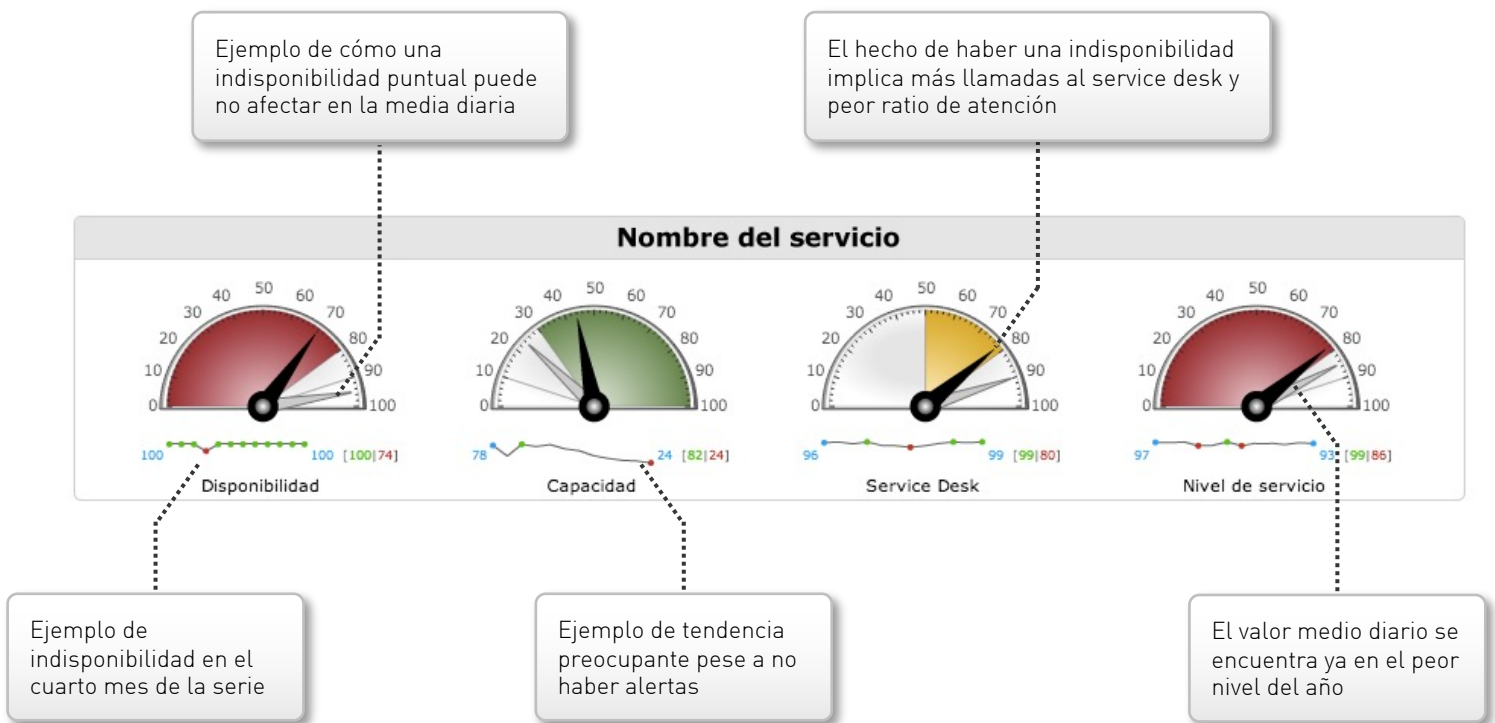 Ejemplo de cómo una
indisponibilidad puntual puede
no afectar en la media diaria
El hecho de haber una indisponibilidad
implica más llamadas al service desk y
peor ratio de atención
Nombre del servicio
0 10 20 30 40 50 60 70 80 90 100
0 10 20 30 40 50 60 70 80 90 100
0 10 20 30 40 50 60 70 80 90 100
0 10 20 30 40 50 60 70 80 90 100
100 100 [100|74]
78 24 [82|24]
96 99 [99|80]
97 93 [99|86]
Disponibilidad
Capacidad
Service Desk
Nivel de servicio
Ejemplo de
indisponibilidad en el
cuarto mes de la serie
Ejemplo de tendencia
preocupante pese a no
haber alertas
El valor medio diario se
encuentra ya en el peor
nivel del año